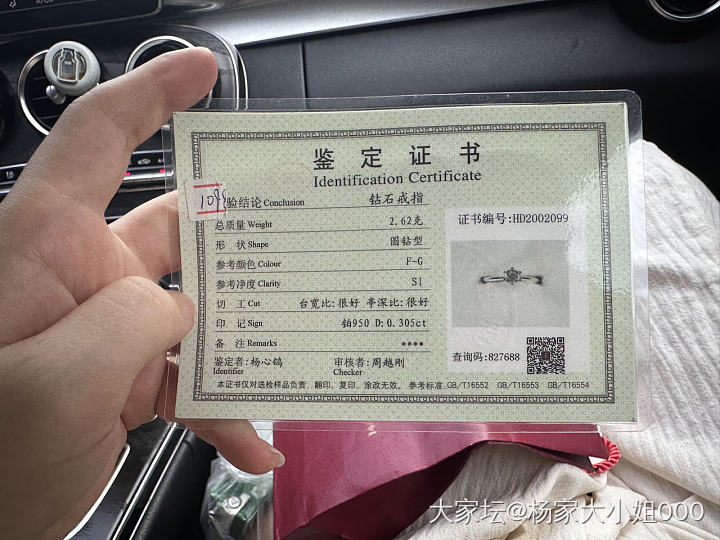 鉴 定 证 书
Identification Certificate
验结论 Conclusion 钻石戒指
总质量 Weight 2.62克
形 状 Shape 圆钻型
参考颜色 Colour F-G
参考净度 Clarity SI
切 工 Cut 台宽比:很好 亭深比:很好
印 记 Sign 铂950 D:0.305ct
备 注 Remarks ****
鉴定者:杨心鸽 审核者:周越刚
Identifier Checker
本证书仅对送检样品负责，翻印、复印、涂改无效。 参考标准:GB/T16552 GB/T16553 GB/T16554
证书编号:HD2002099
查询码:827688
大家坛@杨家大小姐000